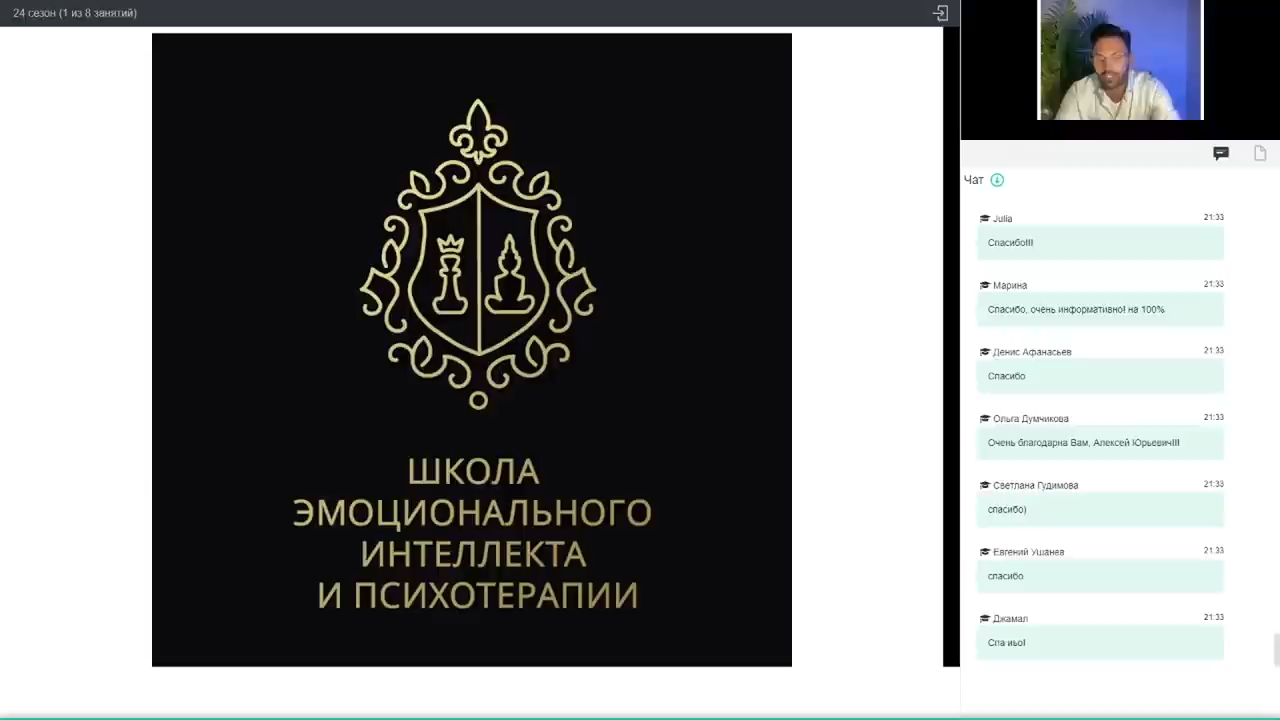 24 сезон (1 из 8 занятий)
ШКОЛА
ЭМОЦИОНАЛЬНОГО
ИНТЕЛЛЕКТА
И ПСИХОТЕРАПИИ
Чат
Julia 21:33
Спасибо!!!
Марина 21:33
Спасибо, очень информативно! на 100%
Денис Афанасьев 21:33
Спасибо
Ольга Думчикова 21:33
Очень благодарна Вам, Алексей Юрьевич!!!
Светлана Гудимова 21:33
спасибо)
Евгений Ушанев 21:33
спасибо
Джамал 21:33
Спа иьо!